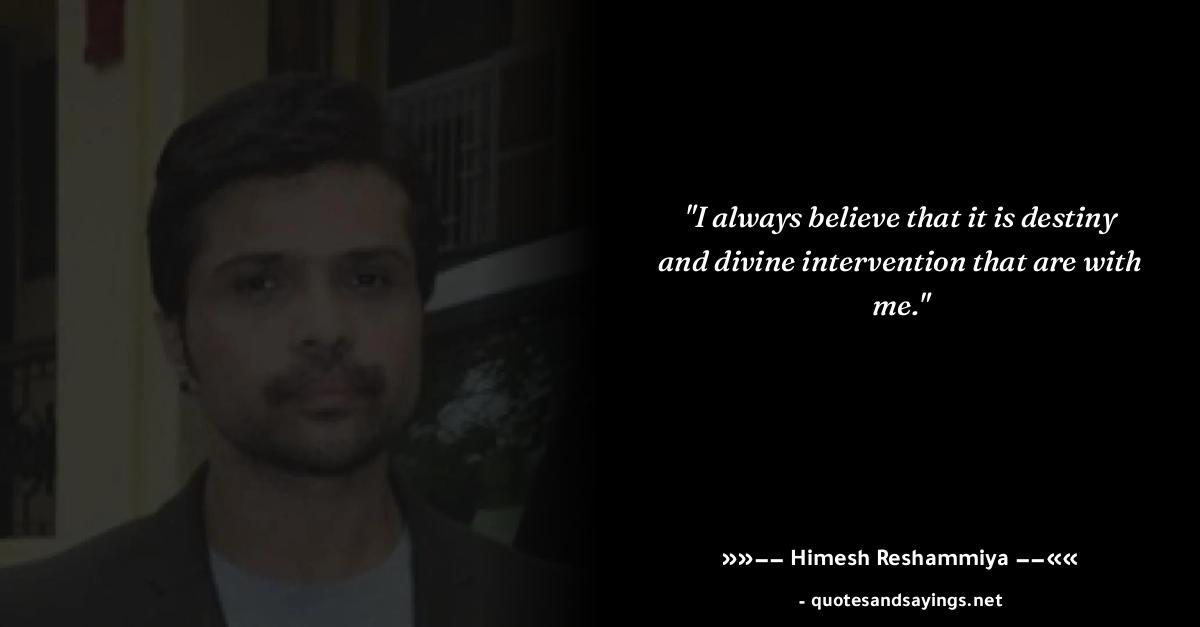 "I always believe that it is destiny
and divine intervention that are with
me."
»»−− Himesh Reshammiya −−««
- quotesandsayings.net